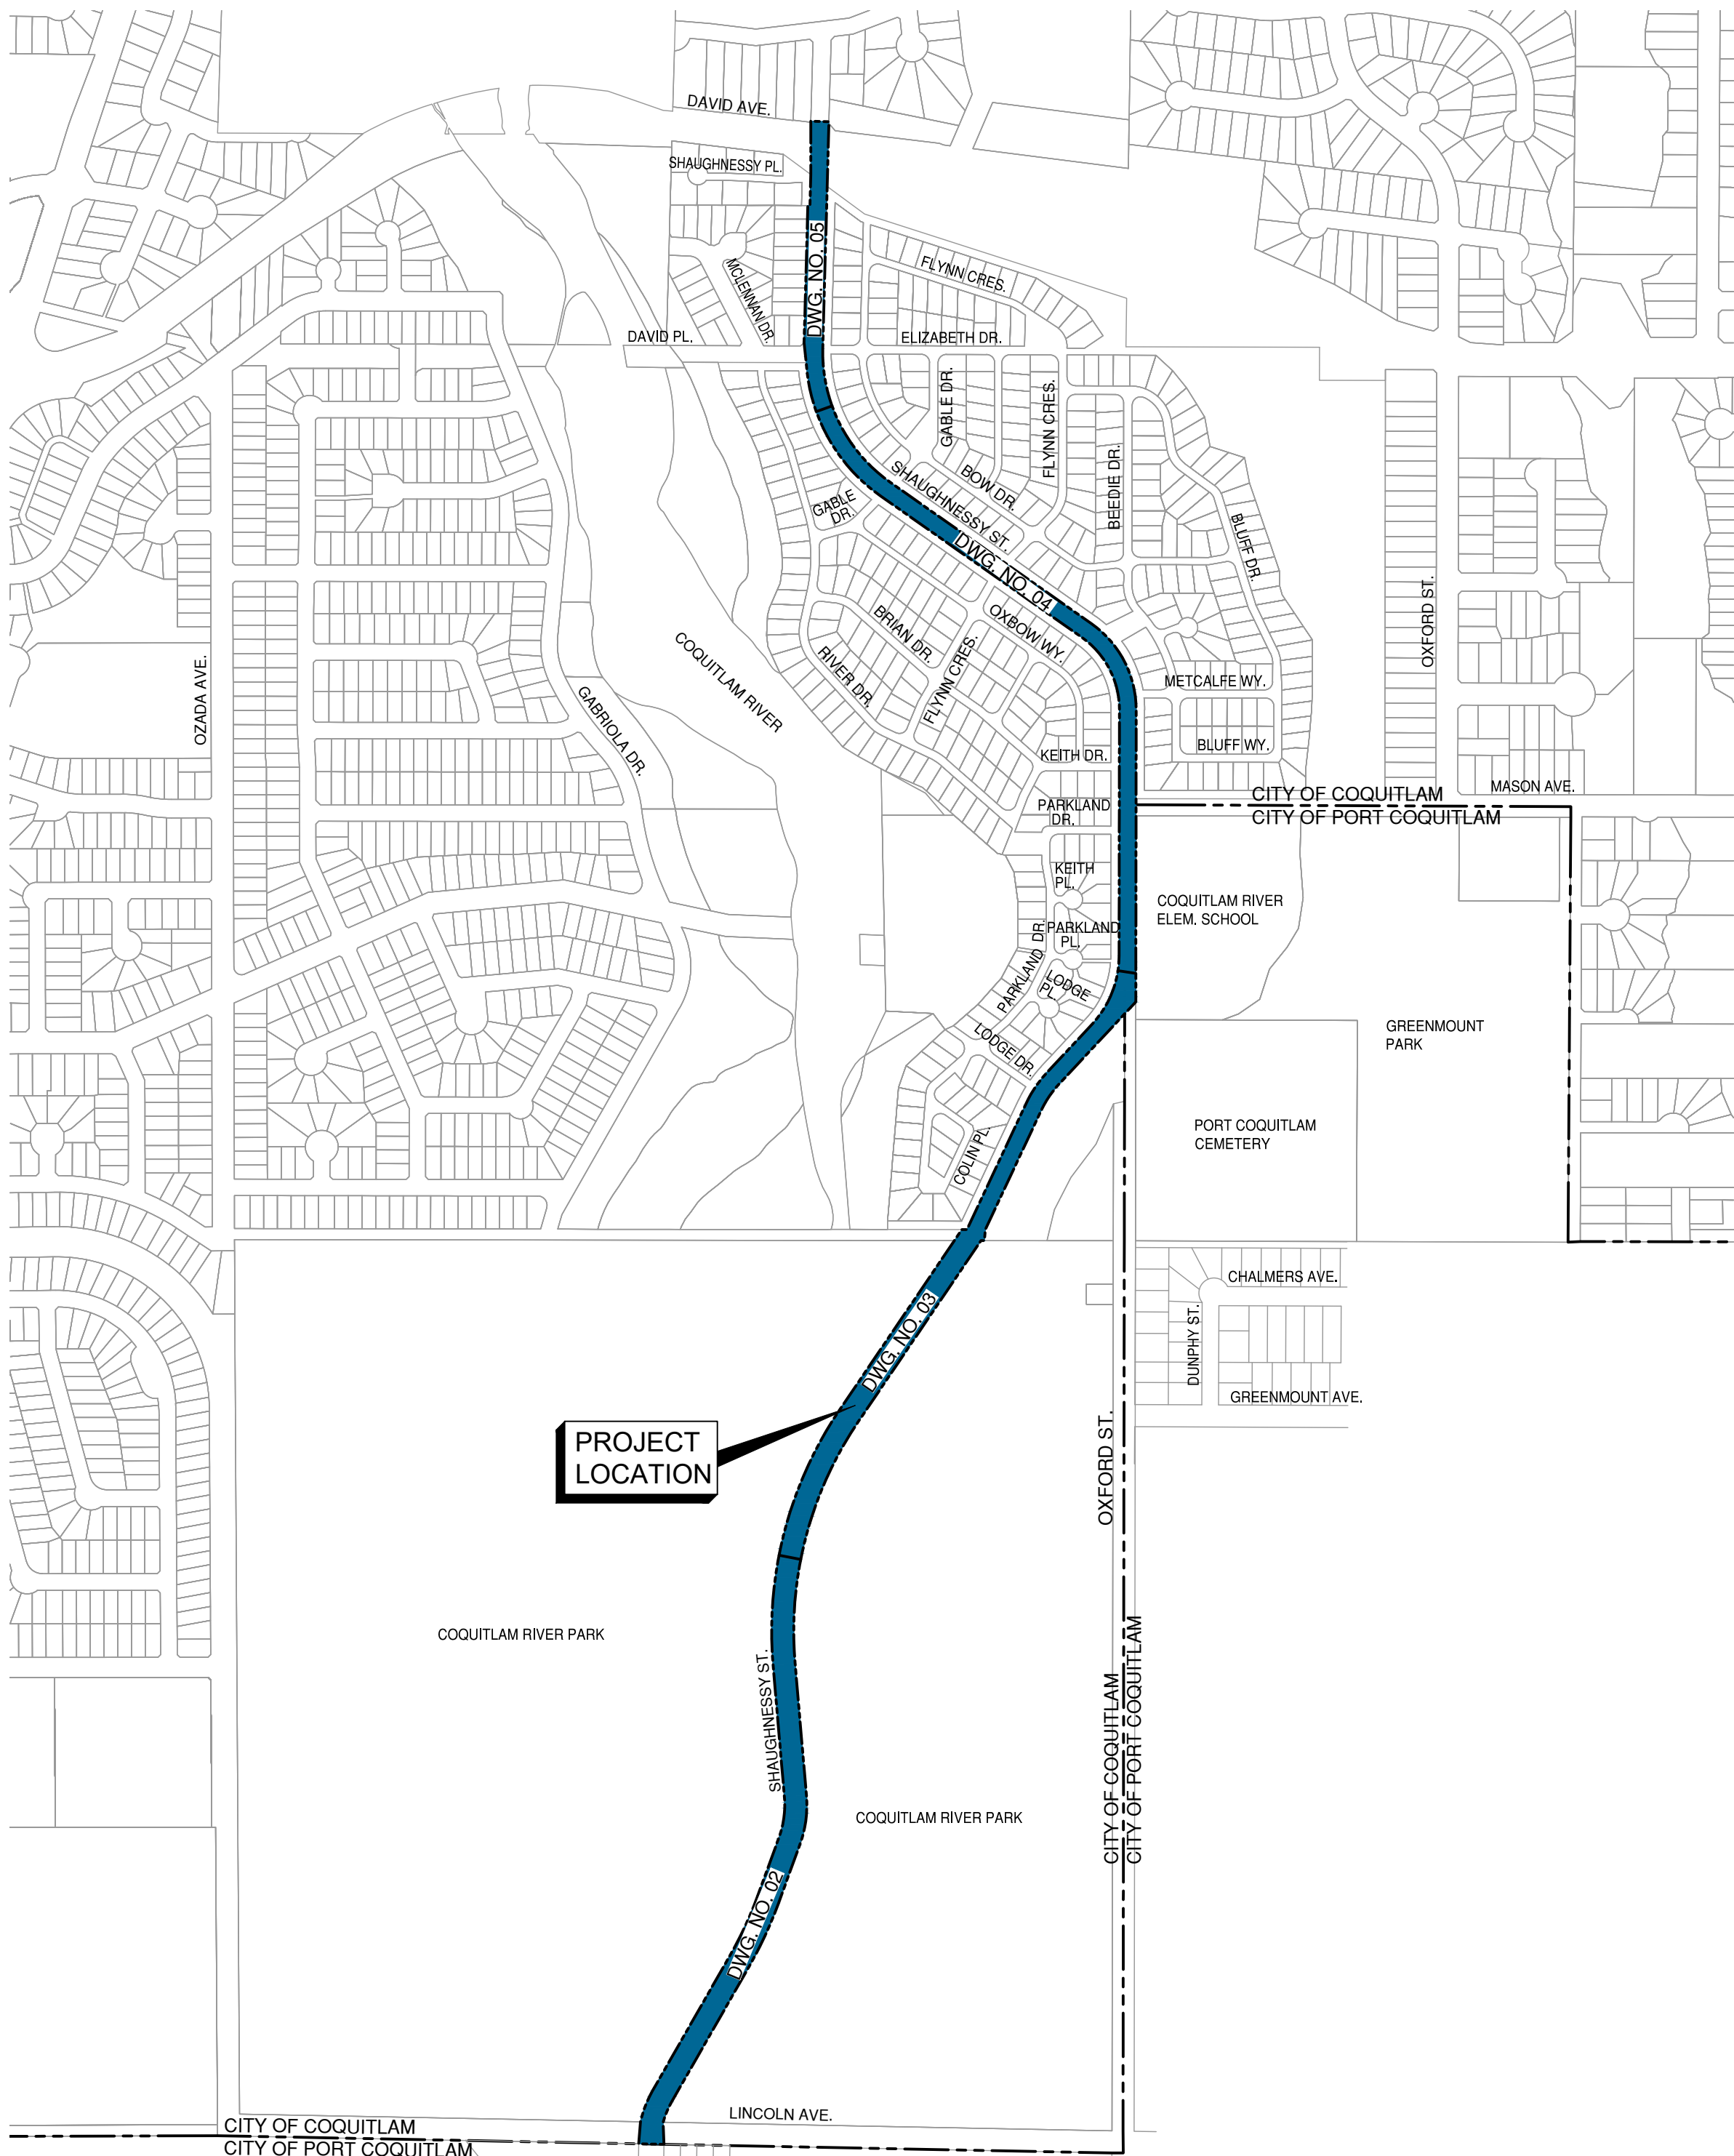 DAVID AVE.
SHAUGHNESSY PL.
DWG. NO. 05
MCLENNAN DR.
FLYNN CRES.
DAVID PL.
ELIZABETH DR.
GABLE DR.
FLYNN CRES.
BEEDIE DR.
BOW DR.
SHAUGHNESSY ST.
GABLE
DR.
BLUFF DR.
DWG. NO. 04
OXFORD ST.
OXBOW WY.
BRIAN DR.
RIVER DR.
FLYNN CRES.
COQUITLAM RIVER
OZADA AVE.
GABRIOLA DR.
METCALFE WY.
BLUFF WY.
KEITH DR.
MASON AVE.
CITY OF COQUITLAM
CITY OF PORT COQUITLAM
PARKLAND
DR.
KEITH
PL.
COQUITLAM RIVER
ELEM. SCHOOL
PARKLAND
PL.
PARKLAND DR.
LODGE
PL.
LODGE DR.
GREENMOUNT
PARK
PORT COQUITLAM
CEMETERY
COLIN PL.
CHALMERS AVE.
DUNPHY ST.
GREENMOUNT AVE.
DWG. NO. 03
PROJECT
LOCATION
OXFORD ST.
COQUITLAM RIVER PARK
SHAUGHNESSY ST.
CITY OF COQUITLAM
CITY OF PORT COQUITLAM
COQUITLAM RIVER PARK
DWG. NO. 02
LINCOLN AVE.
CITY OF COQUITLAM
CITY OF PORT COQUITLAM